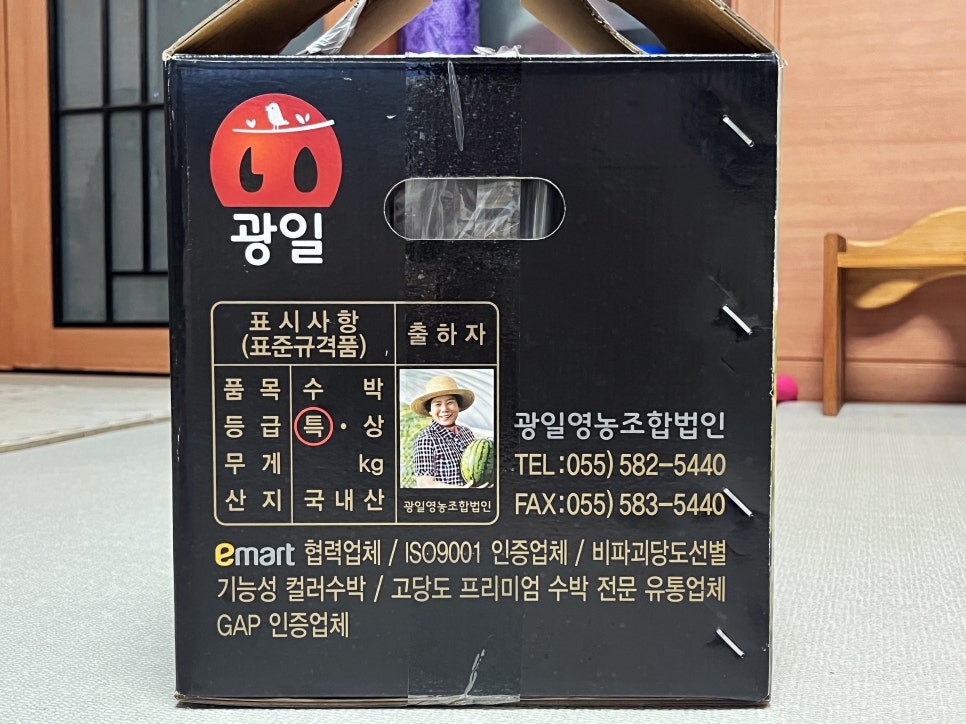 광일
표시사항
(표준규격품)
출하자
품목 수박
등급 특·상
무게 kg
산지 국내산
광일영농조합법인
광일영농조합법인
TEL:055) 582-5440
FAX:055) 583-5440
emart 협력업체 / ISO9001 인증업체 / 비파괴당도선별
기능성 컬러수박 / 고당도 프리미엄 수박 전문 유통업체
GAP 인증업체